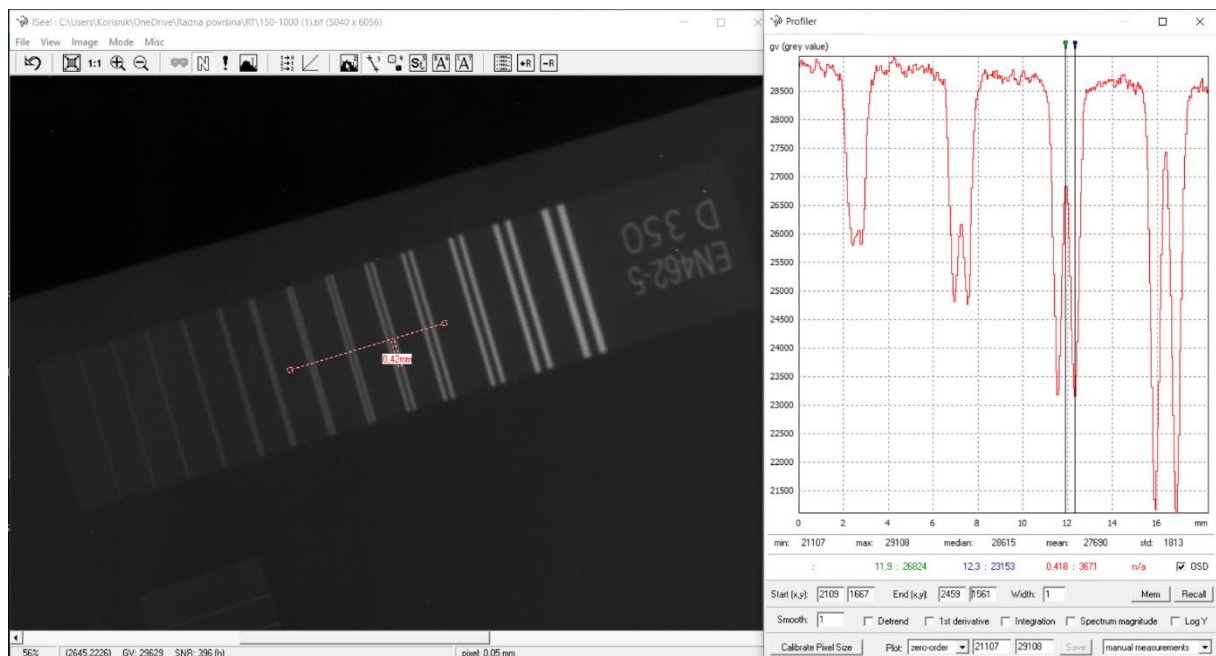 ISee! : C:\Users\Korisnik\OneDrive\Radna površina\RT\150-1000 (1).tif (5040 x 6056)
File View Image Mode Misc
1:1
+R -R
EN462-5
D 350
0,42mm
56% (2645,2226) GV: 29629 SNR: 396 (h) pixel: 0.05 mm
Profiler
gv (grey value)
28500
28000
27500
27000
26500
26000
25500
25000
24500
24000
23500
23000
22500
22000
21500
0 2 4 6 8 10 12 14 16 mm
min: 21107 max: 29108 median: 28615 mean: 27690 std: 1813
: 11,9 : 26824 12,3 : 23153 0,418 : 3671 n/a OSD
Start (x,y): 2109 1667 End (x,y): 2459 1561 Width: 1 Mem Recall
Smooth: 1 Detrend 1st derivative Integration Spectrum magnitude Log Y
Calibrate Pixel Size Plot: zero-order 21107 29108 Save manual measurements